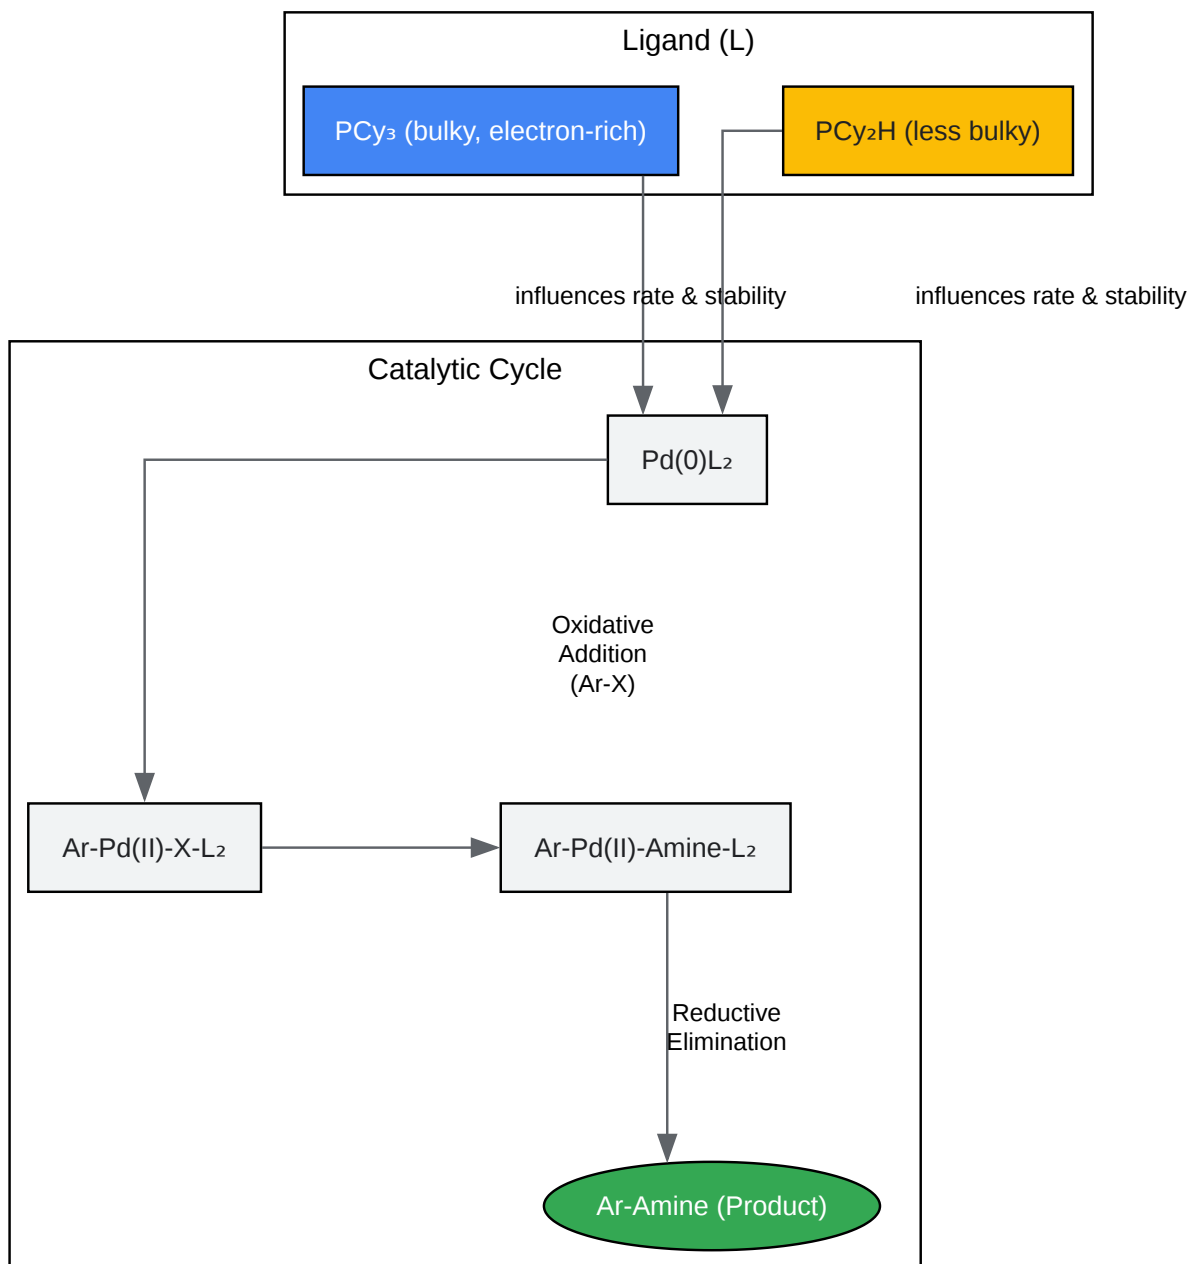 Ligand (L)
PCy₃ (bulky, electron-rich)
PCy₂H (less bulky)
influences rate & stability
influences rate & stability
Catalytic Cycle
Pd(0)L₂
Oxidative
Addition
(Ar-X)
Ar-Pd(II)-X-L₂
Ar-Pd(II)-Amine-L₂
Reductive
Elimination
Ar-Amine (Product)